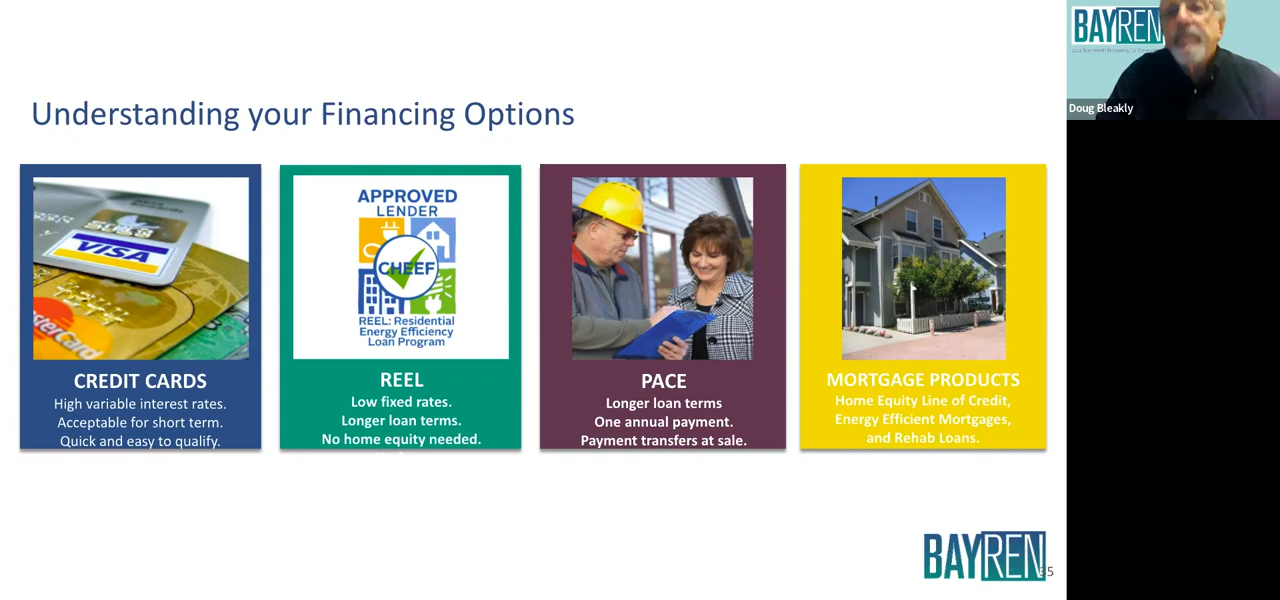 BAYREN
Doug Bleakly
Understanding your Financing Options
VISA
MasterCard
APPROVED
LENDER
CHEEF
REEL: Residential
Energy Efficiency
Loan Program
CREDIT CARDS
High variable interest rates.
Acceptable for short term.
Quick and easy to qualify.
REEL
Low fixed rates.
Longer loan terms.
No home equity needed.
PACE
Longer loan terms
One annual payment.
Payment transfers at sale.
MORTGAGE PRODUCTS
Home Equity Line of Credit,
Energy Efficient Mortgages,
and Rehab Loans.
BAYREN
35